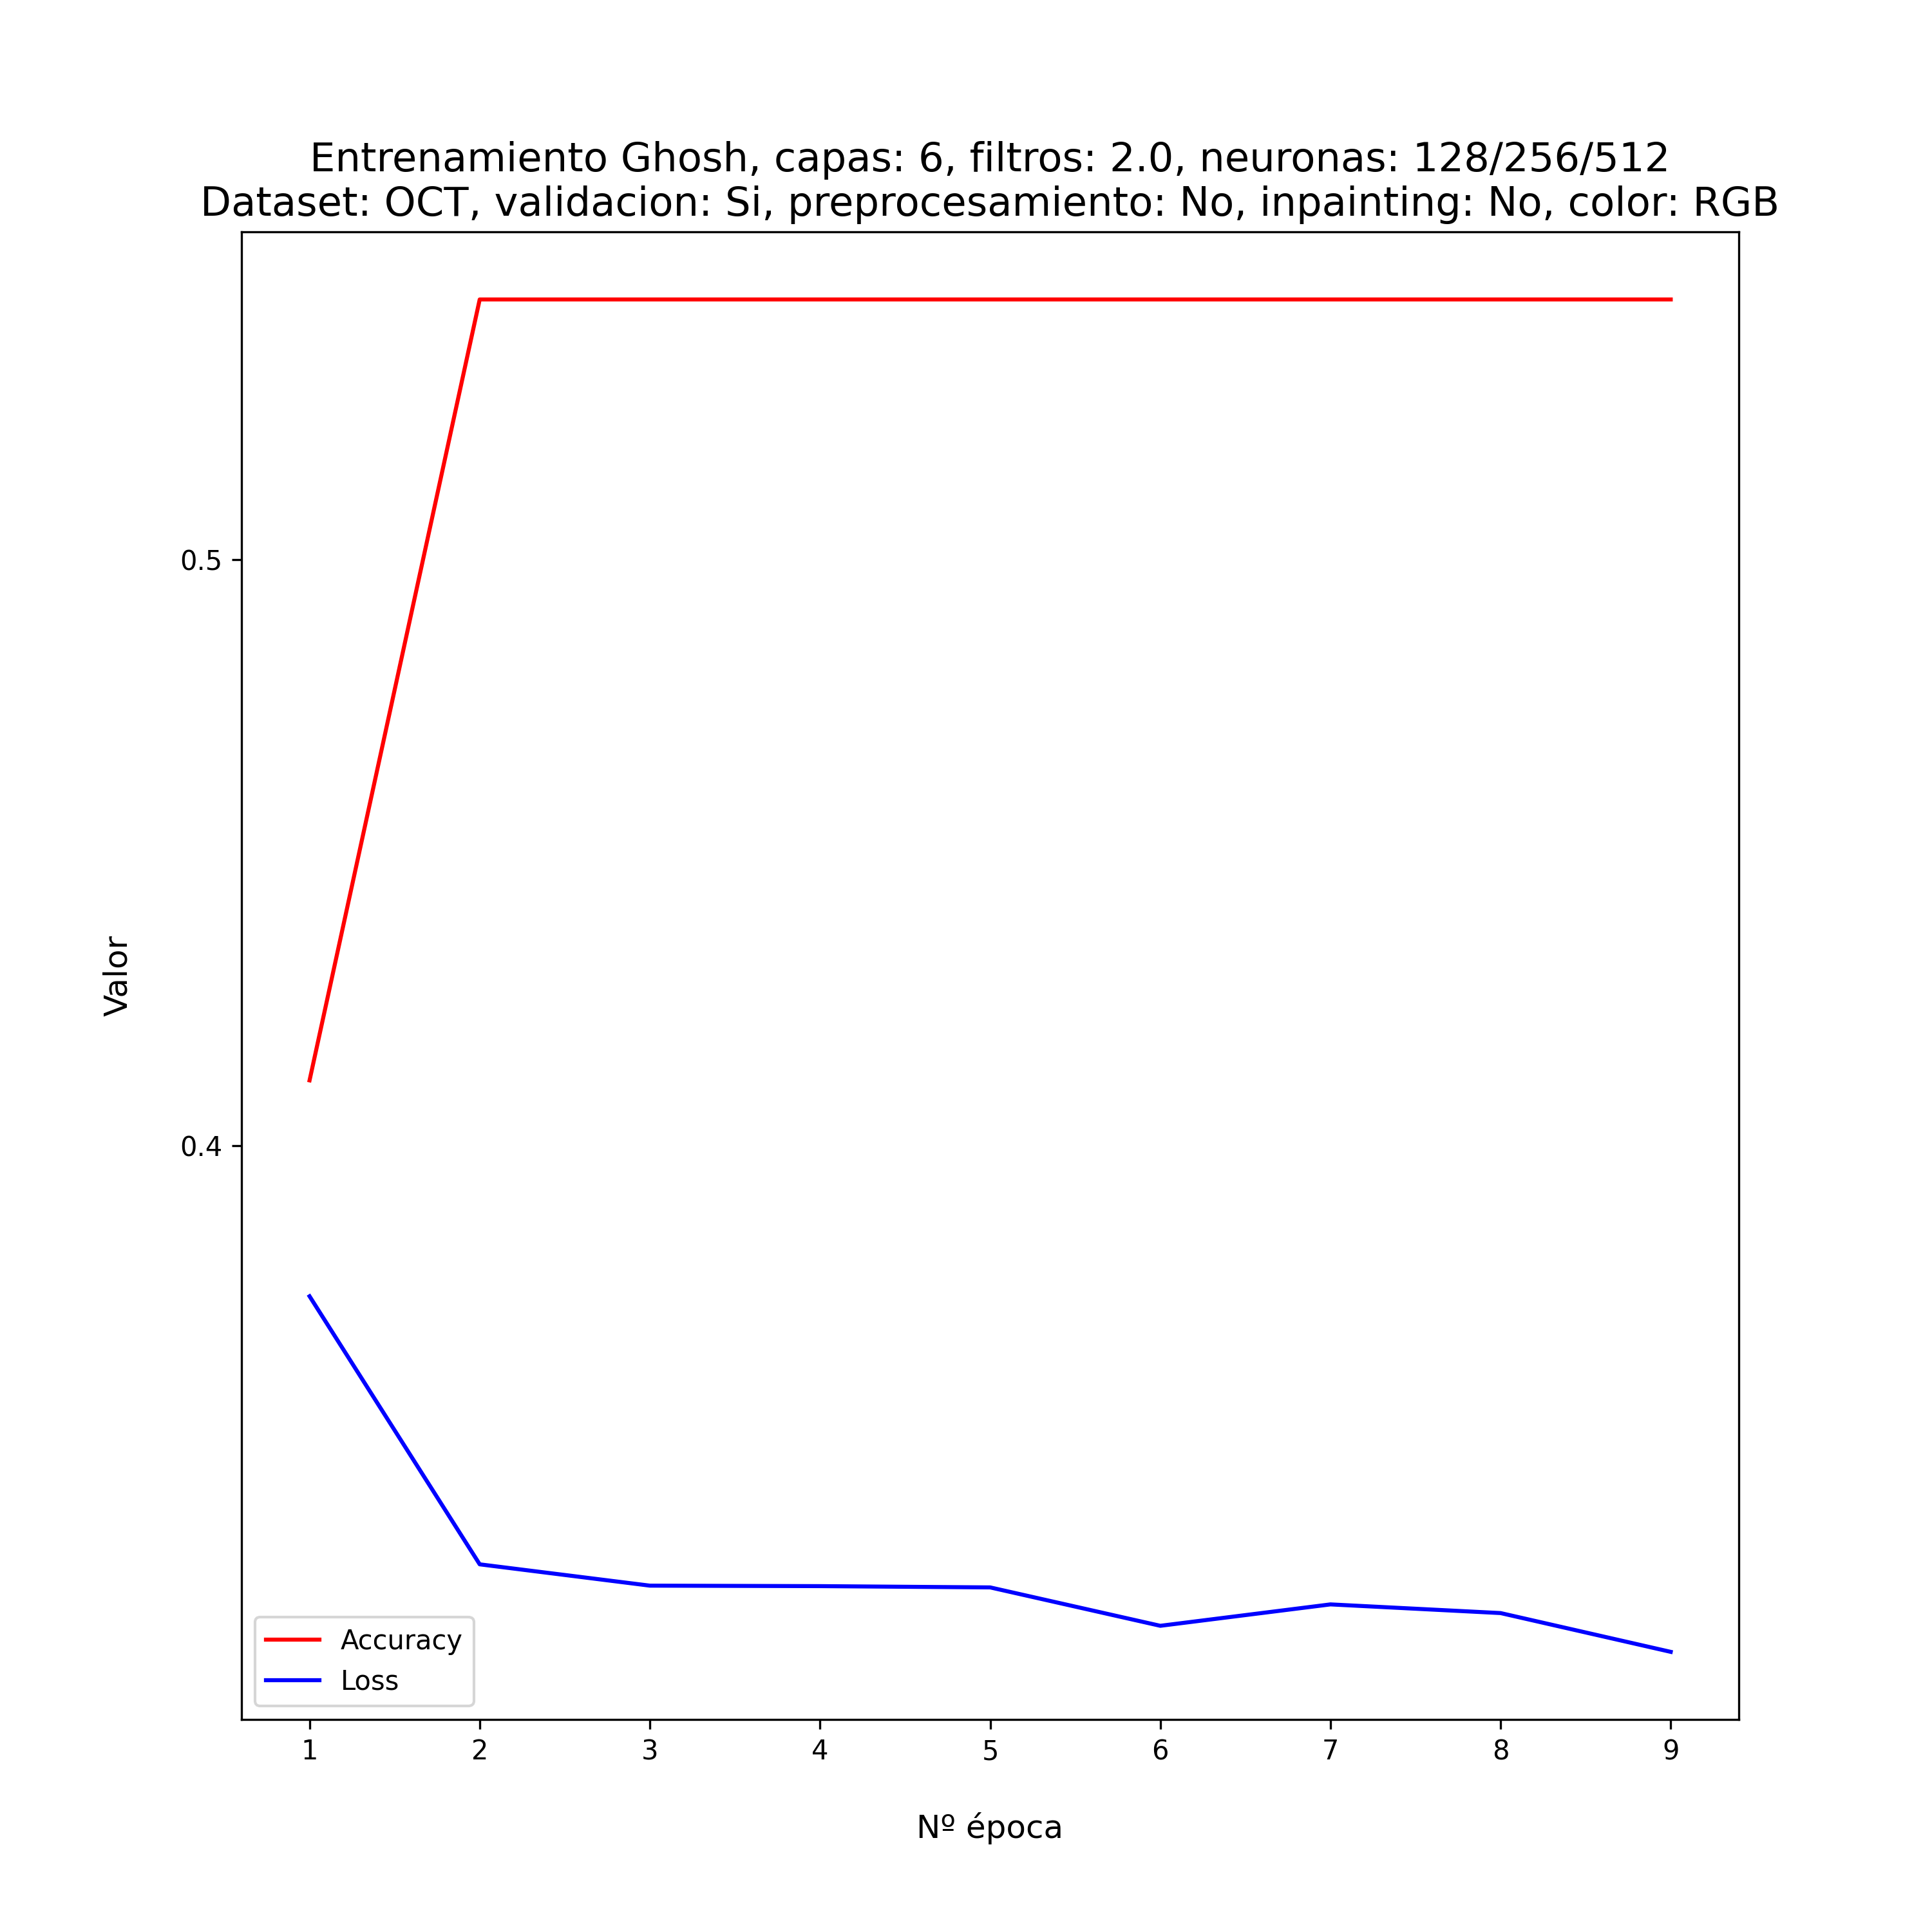 Entrenamiento Ghosh, capas: 6, filtros: 2.0, neuronas: 128/256/512
Dataset: OCT, validacion: Si, preprocesamiento: No, inpainting: No, color: RGB
0.5
0.4
Valor
Accuracy
Loss
1 2 3 4 5 6 7 8 9
Nº época